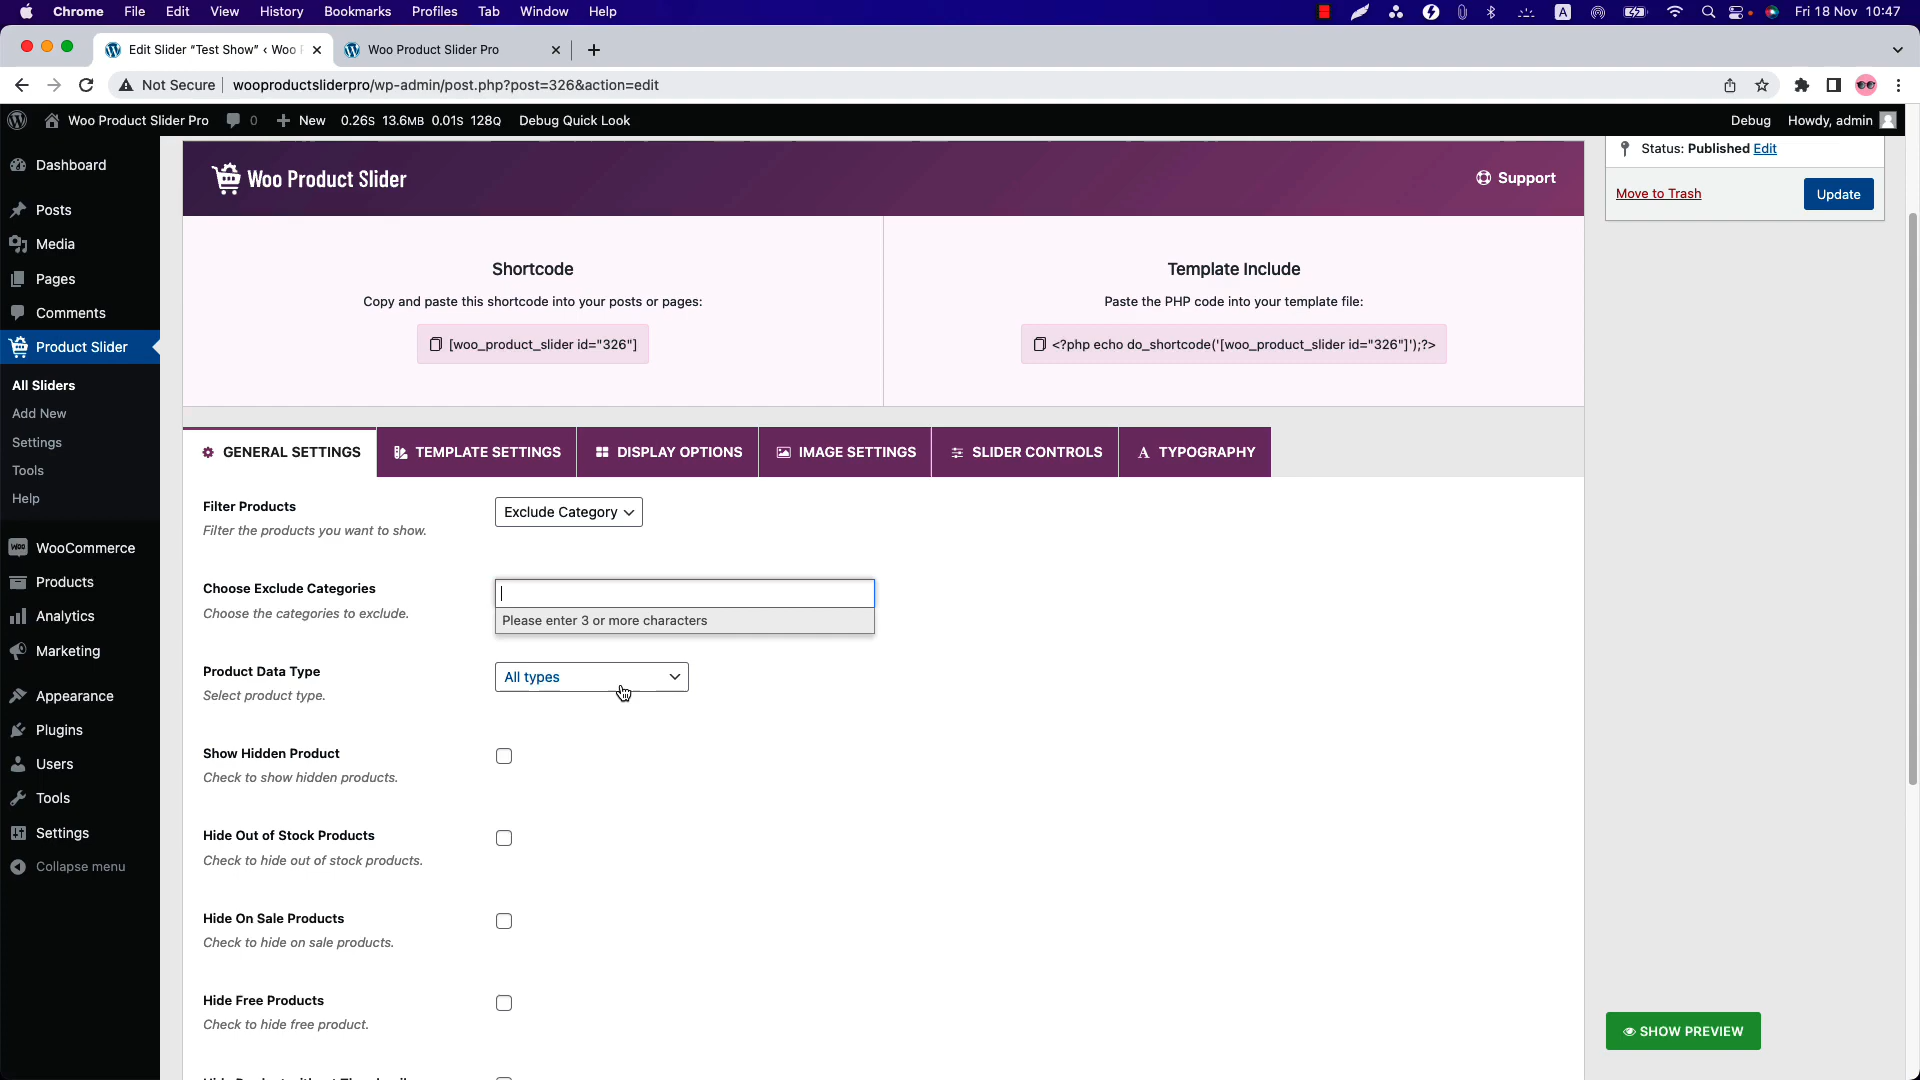 Chrome File Edit View History Bookmarks Profiles Tab Window Help
A
Fri 18 Nov 10:47
Edit Slider “Test Show” ‹ Woo
Woo Product Slider Pro
Not Secure
wooproductsliderpro/wp-admin/post.php?post=326&action=edit
Woo Product Slider Pro
0
New
0.26S 13.6MB 0.01S 128Q
Debug Quick Look
Debug
Howdy, admin
Dashboard
Posts
Media
Pages
Comments
Product Slider
All Sliders
Add New
Settings
Tools
Help
WooCommerce
Products
Analytics
Marketing
Appearance
Plugins
Users
Tools
Settings
Collapse menu
Woo Product Slider
Support
Shortcode
Copy and paste this shortcode into your posts or pages:
[woo_product_slider id="326"]
Template Include
Paste the PHP code into your template file:
<?php echo do_shortcode('[woo_product_slider id="326"]');?>
GENERAL SETTINGS
TEMPLATE SETTINGS
DISPLAY OPTIONS
IMAGE SETTINGS
SLIDER CONTROLS
TYPOGRAPHY
Filter Products
Filter the products you want to show.
Exclude Category
Choose Exclude Categories
Choose the categories to exclude.
Please enter 3 or more characters
Product Data Type
Select product type.
All types
Show Hidden Product
Check to show hidden products.
Hide Out of Stock Products
Check to hide out of stock products.
Hide On Sale Products
Check to hide on sale products.
Hide Free Products
Check to hide free product.
Status: Published Edit
Move to Trash
Update
SHOW PREVIEW